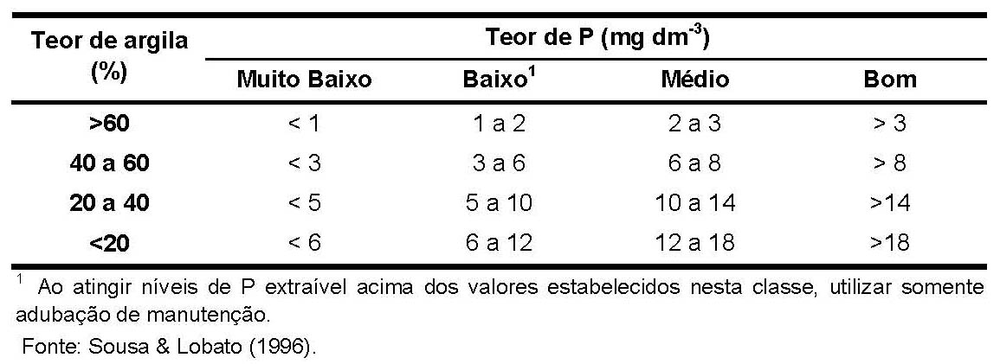 Teor de argila (%) Teor de P (mg dm-3)
Muito Baixo Baixo1 Médio Bom
>60 < 1 1 a 2 2 a 3 > 3
40 a 60 < 3 3 a 6 6 a 8 > 8
20 a 40 < 5 5 a 10 10 a 14 >14
<20 < 6 6 a 12 12 a 18 >18
1 Ao atingir níveis de P extraível acima dos valores estabelecidos nesta classe, utilizar somente
adubação de manutenção.
Fonte: Sousa & Lobato (1996).